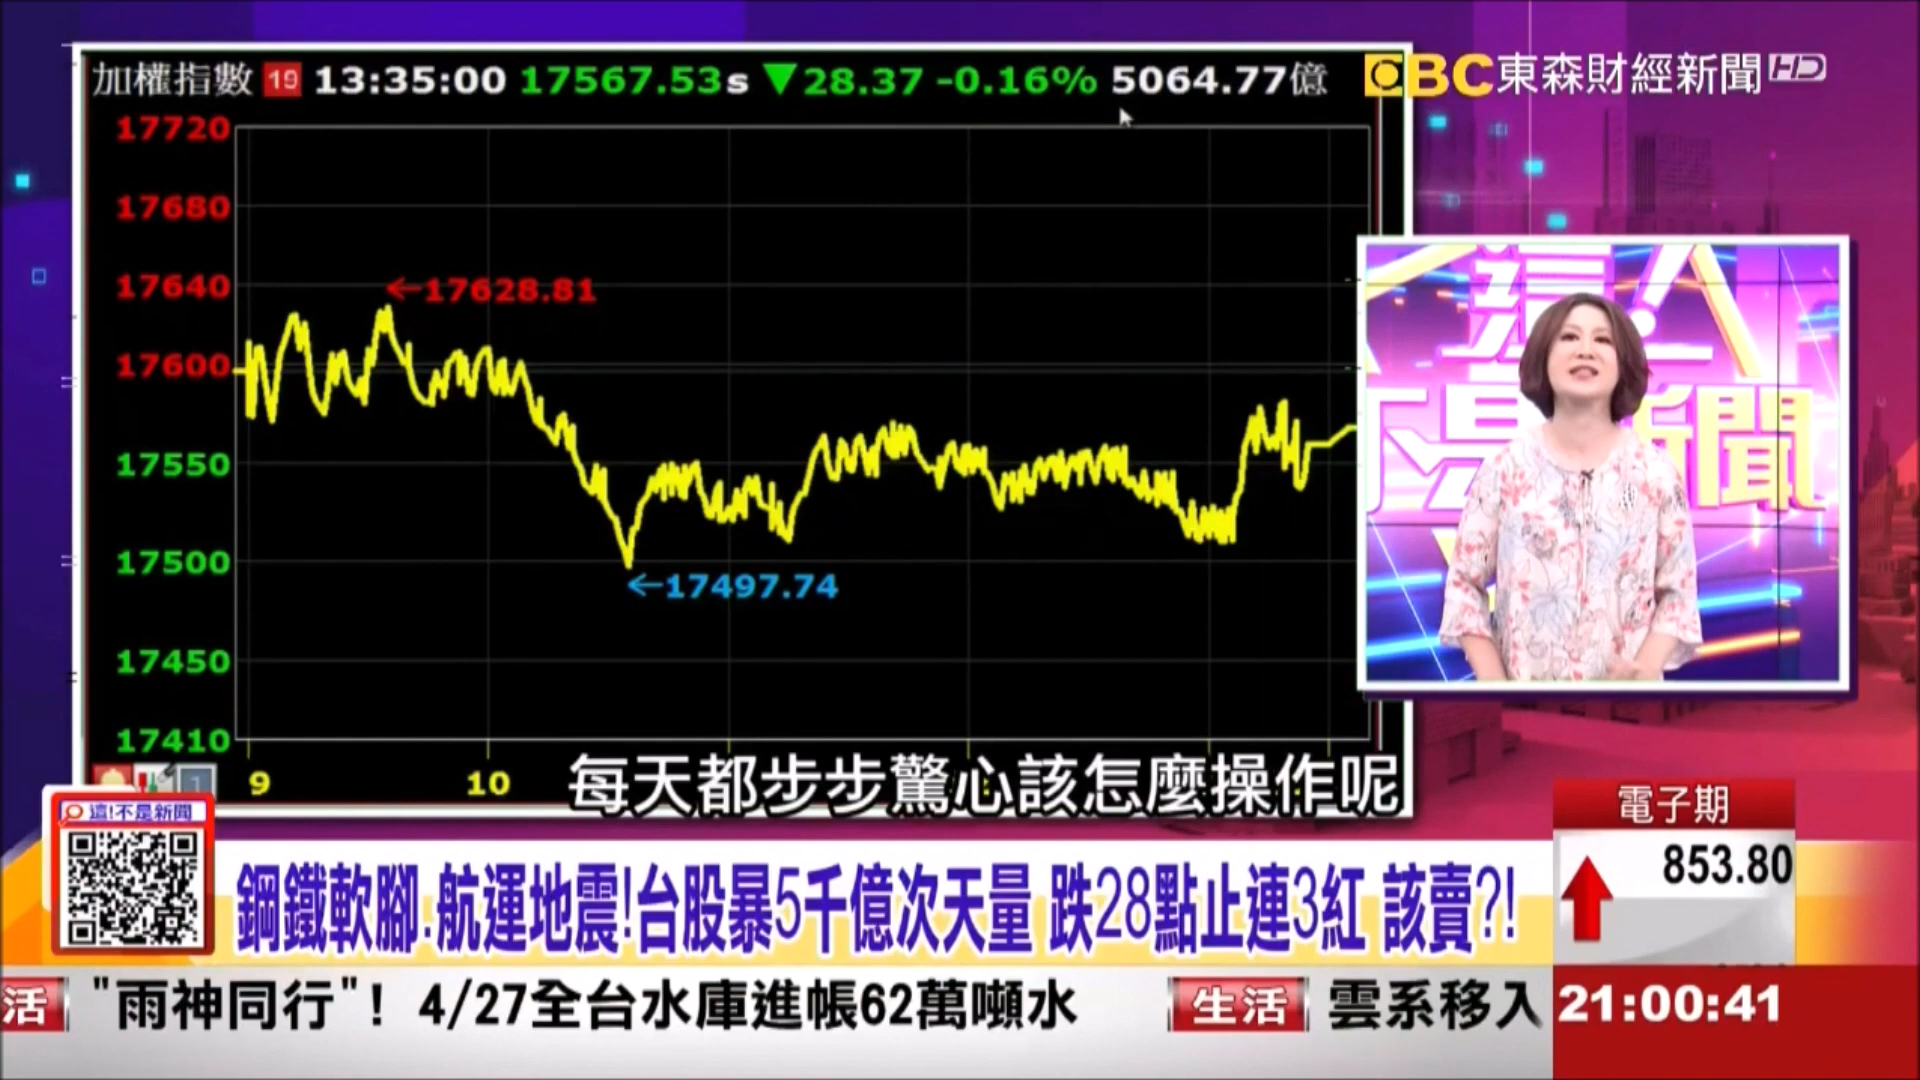 加權指數 19 13:35:00 17567.53s ▼28.37 -0.16% 5064.77億
EBC東森財經新聞HD
17720
17680
17640
←17628.81
17600
17550
17500
←17497.74
17450
17410
9 10
每天都步步驚心該怎麼操作呢
這!不是新聞
電子期
853.80
鋼鐵軟腳.航運地震!台股暴5千億次天量 跌28點止連3紅 該賣?!
活 "雨神同行"! 4/27全台水庫進帳62萬噸水 生活 雲系移入
21:00:41